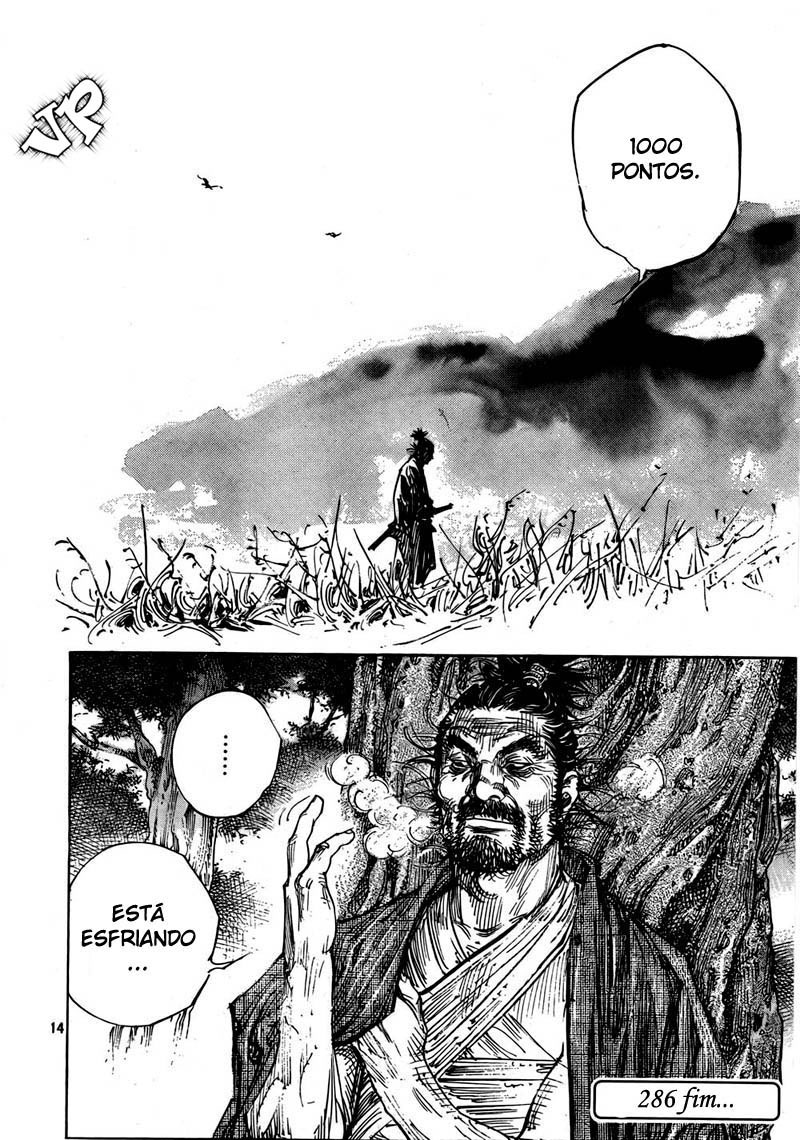 VP
1000
PONTOS.
......
ESTÁ
ESFRIANDO
...
14
286 fim...